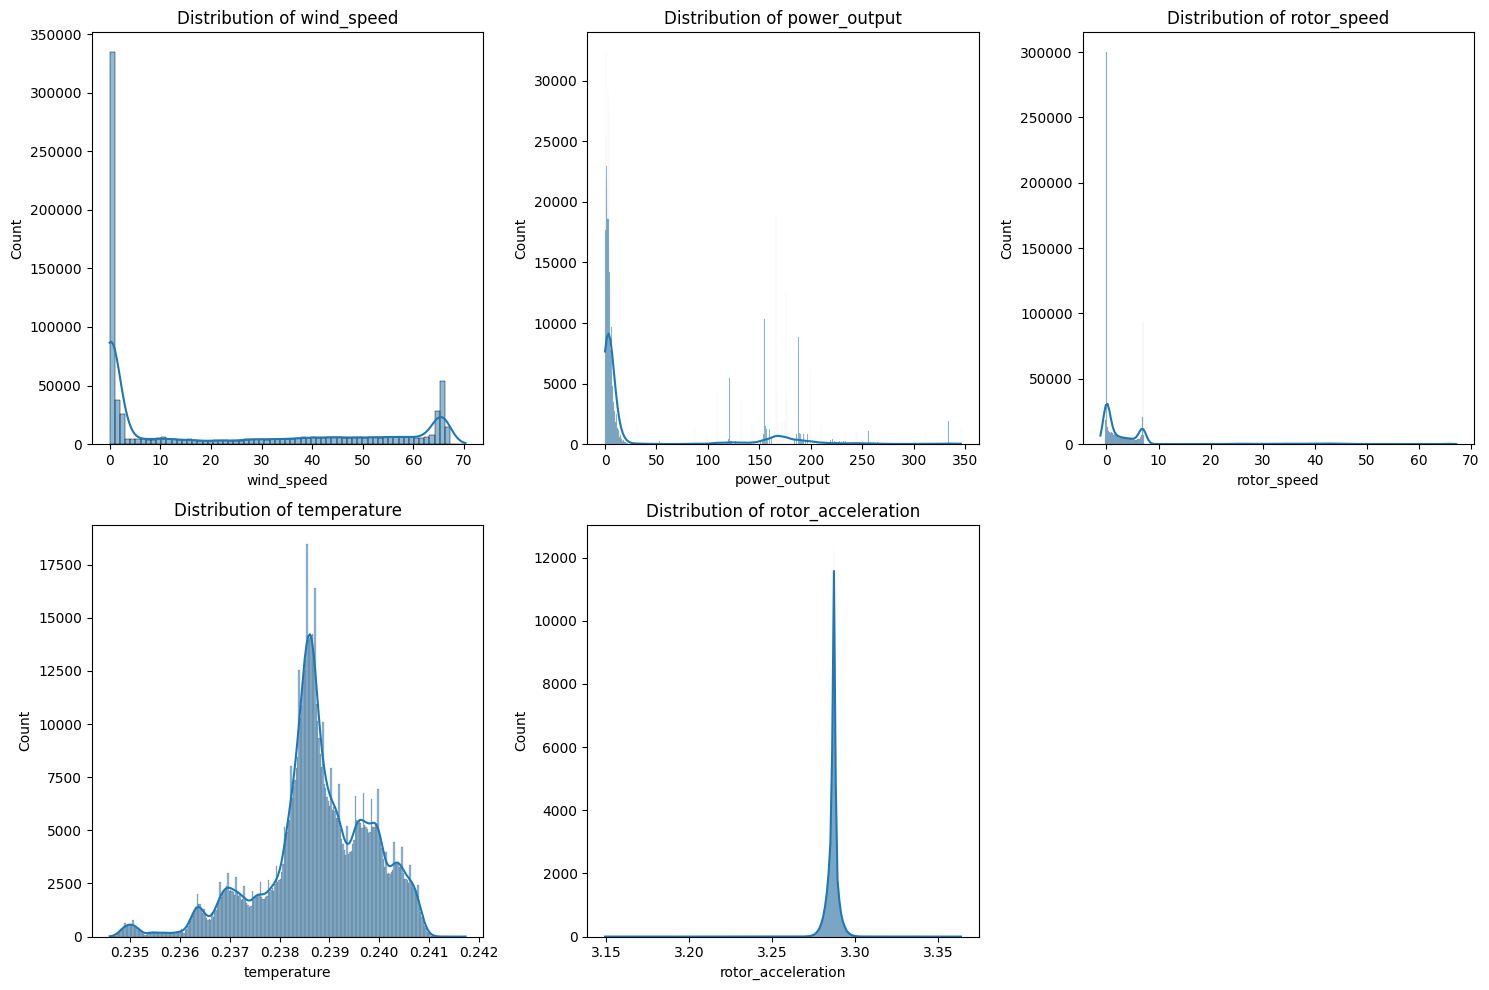 Distribution of wind_speed
350000
300000
250000
200000
150000
100000
50000
0
Count
0 10 20 30 40 50 60 70
wind_speed
Distribution of power_output
30000
25000
20000
15000
10000
5000
0
Count
0 50 100 150 200 250 300 350
power_output
Distribution of rotor_speed
300000
250000
200000
150000
100000
50000
0
Count
0 10 20 30 40 50 60 70
rotor_speed
Distribution of temperature
17500
15000
12500
10000
7500
5000
2500
0
Count
0.235 0.236 0.237 0.238 0.239 0.240 0.241 0.242
temperature
Distribution of rotor_acceleration
12000
10000
8000
6000
4000
2000
0
Count
3.15 3.20 3.25 3.30 3.35
rotor_acceleration